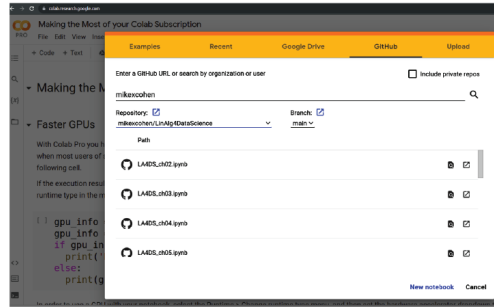 colab.research.google.com
CO
PRO
Making the Most of your Colab Subscription
File Edit View
+ Code + Text
Examples Recent Google Drive GitHub Upload
Enter a GitHub URL or search by organization or user
Include private repos
mikexcohen
Repository: Branch:
mikexcohen/LinAlg4DataScience main
Path
LA4DS_ch02.ipynb
LA4DS_ch03.ipynb
LA4DS_ch04.ipynb
LA4DS_ch05.ipynb
New notebook Cancel
Making the M
Faster GPUs
With Colab Pro you h
when most users of
following cell.
If the execution resul
runtime type in the m
gpu_info
gpu_info
if gpu_in
print('
else:
print(g